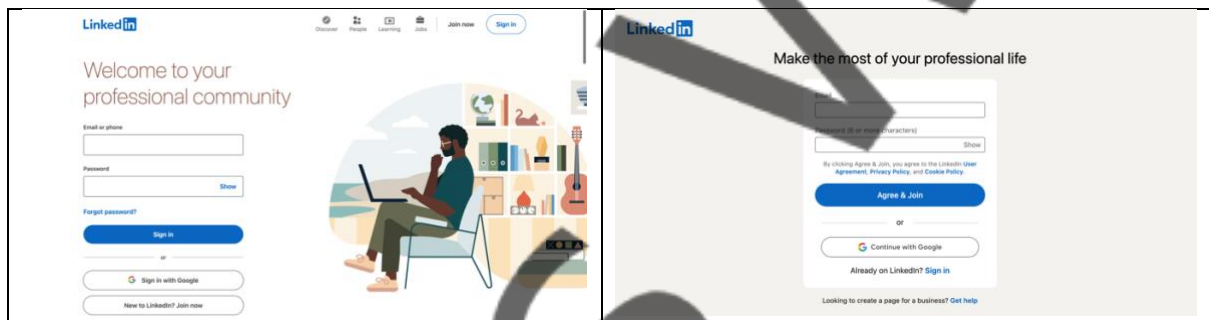 Linked in
Discover People Learning Jobs Join now Sign in
Welcome to your
professional community
Email or phone
Password
Show
Forgot password?
Sign in
or
Sign in with Google
New to LinkedIn? Join now
Linked in
Make the most of your professional life
Email
Password (6 or more characters)
Show
By clicking Agree & Join, you agree to the LinkedIn User
Agreement, Privacy Policy, and Cookie Policy.
Agree & Join
or
Continue with Google
Already on LinkedIn? Sign in
Looking to create a page for a business? Get help